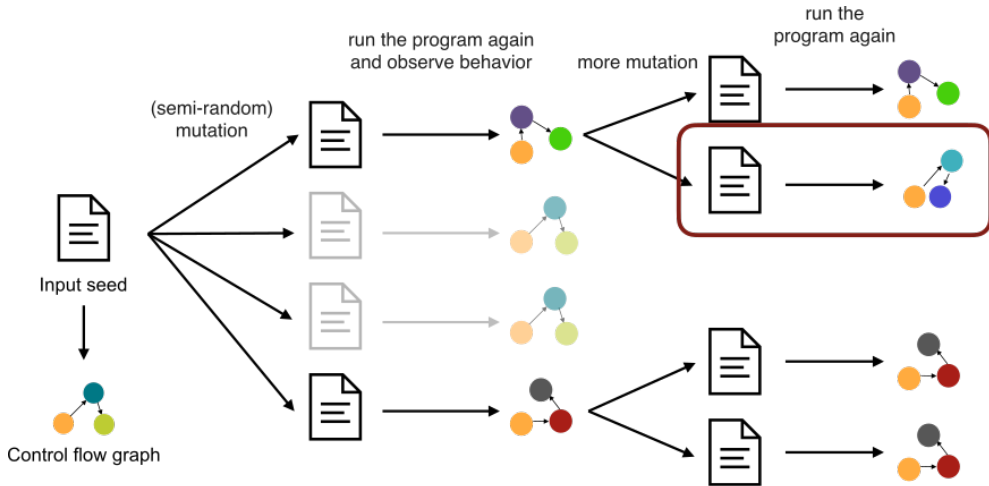 run the program again
and observe behavior
more mutation
run the
program again
(semi-random)
mutation
Input seed
Control flow graph